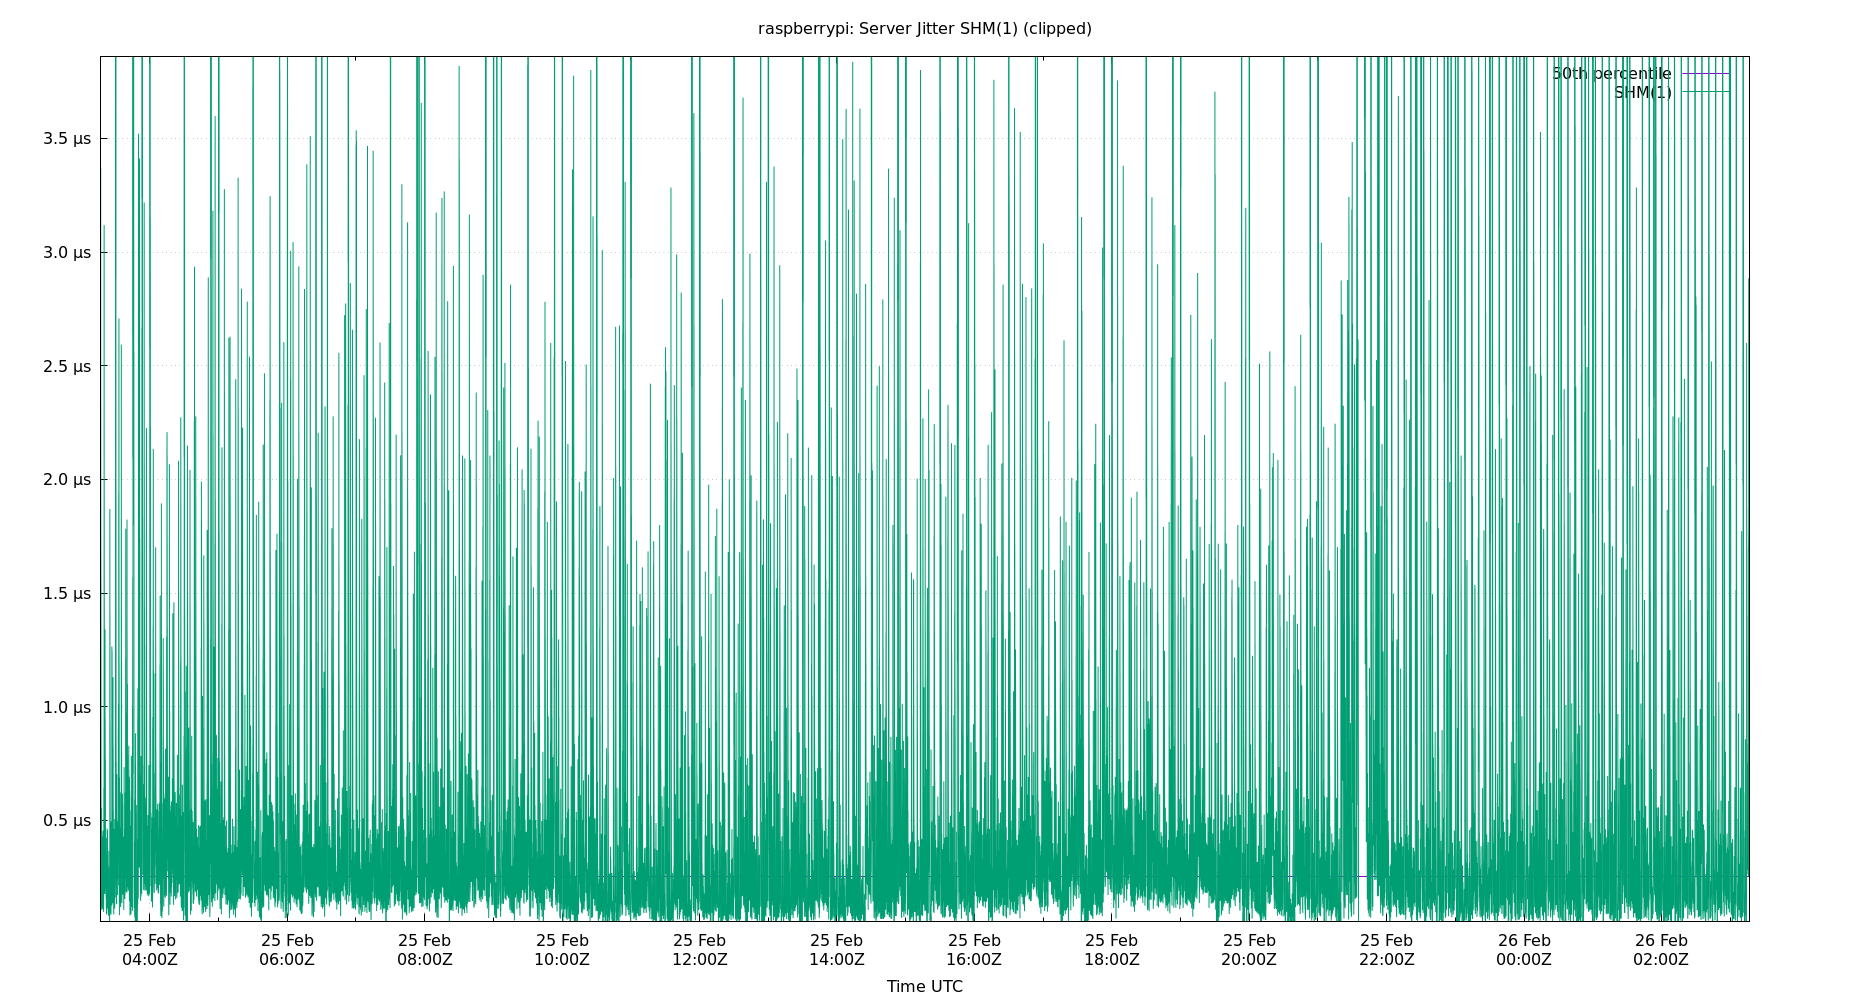 raspberrypi: Server Jitter SHM(1) (clipped)
50th percentile
SHM(1)
3.5 µs
3.0 µs
2.5 µs
2.0 µs
1.5 µs
1.0 µs
0.5 µs
25 Feb 25 Feb 25 Feb 25 Feb 25 Feb 25 Feb 25 Feb 25 Feb 25 Feb 25 Feb 26 Feb 26 Feb
04:00Z 06:00Z 08:00Z 10:00Z 12:00Z 14:00Z 16:00Z 18:00Z 20:00Z 22:00Z 00:00Z 02:00Z
Time UTC